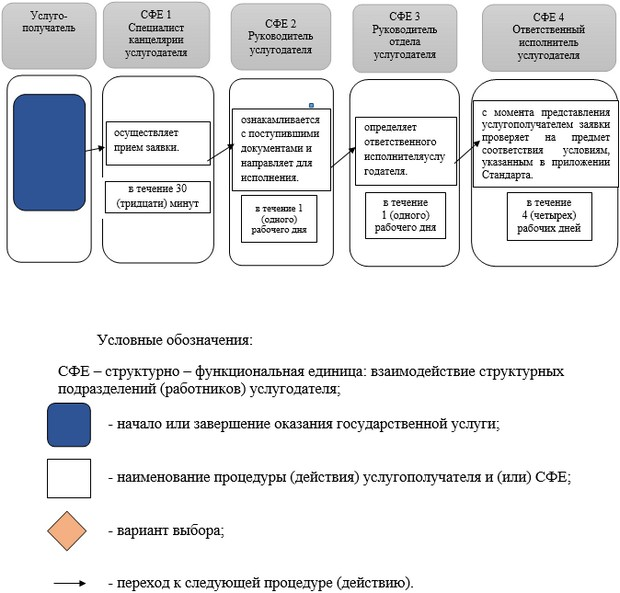 Услуго-
получатель
СФЕ 1
Специалист
канцелярии
услугодателя
СФЕ 2
Руководитель
услугодателя
СФЕ 3
Руководитель
отдела
услугодателя
СФЕ 4
Ответственный
исполнитель
услугодателя
осуществляет
прием заявки.
в течение 30
(тридцати) минут
ознакамливается
с поступившими
документами и
направляет для
исполнения.
в течение 1
(одного)
рабочего дня
определяет
ответственного
исполнителяуслу
годателя.
в течение
1 (одного)
рабочего дня
с момента представления
услугополучателем заявки
проверяет на предмет
соответствия условиям,
указанным в приложении
Стандарта.
в течение
4 (четырех)
рабочих дней
Условные обозначения:
СФЕ – структурно – функциональная единица: взаимодействие структурных
подразделений (работников) услугодателя;
- начало или завершение оказания государственной услуги;
- наименование процедуры (действия) услугополучателя и (или) СФЕ;
- вариант выбора;
- переход к следующей процедуре (действию).